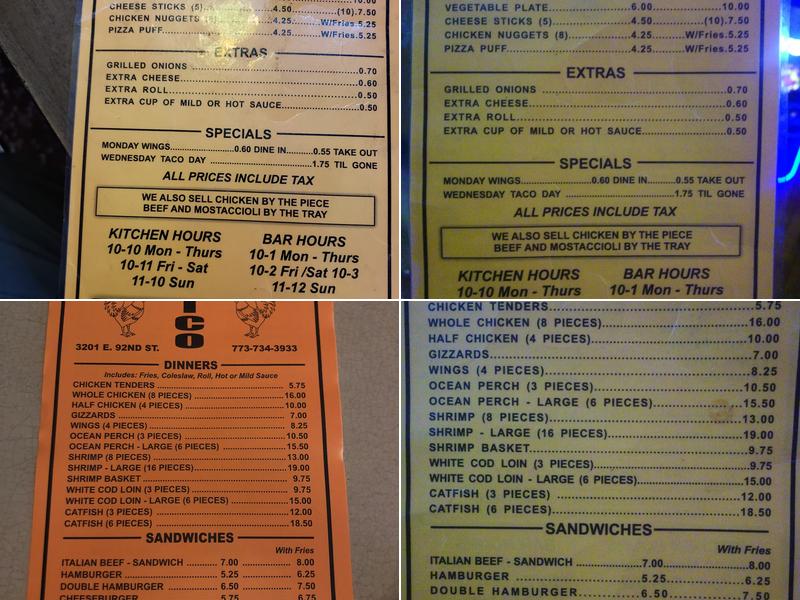 CHEESE STICKS (5) 4.50 (10).7.50
CHICKEN NUGGETS (8) 4.25 W/Fries.5.25
PIZZA PUFF 4.25 W/Fries.5.25
EXTRAS
GRILLED ONIONS 0.70
EXTRA CHEESE 0.60
EXTRA ROLL 0.50
EXTRA CUP OF MILD OR HOT SAUCE 0.50
SPECIALS
MONDAY WINGS 0.60 DINE IN 0.55 TAKE OUT
WEDNESDAY TACO DAY 1.75 TIL GONE
ALL PRICES INCLUDE TAX
WE ALSO SELL CHICKEN BY THE PIECE
BEEF AND MOSTACCIOLI BY THE TRAY
KITCHEN HOURS
10-10 Mon - Thurs
10-11 Fri - Sat
11-10 Sun
BAR HOURS
10-1 Mon - Thurs
10-2 Fri /Sat 10-3
11-12 Sun
VEGETABLE PLATE 6.00 10.00
CHEESE STICKS (5) 4.50 (10).7.50
CHICKEN NUGGETS (8) 4.25 W/Fries.5.25
PIZZA PUFF 4.25 W/Fries.5.25
EXTRAS
GRILLED ONIONS 0.70
EXTRA CHEESE 0.60
EXTRA ROLL 0.50
EXTRA CUP OF MILD OR HOT SAUCE 0.50
SPECIALS
MONDAY WINGS 0.60 DINE IN 0.55 TAKE OUT
WEDNESDAY TACO DAY 1.75 TIL GONE
ALL PRICES INCLUDE TAX
WE ALSO SELL CHICKEN BY THE PIECE
BEEF AND MOSTACCIOLI BY THE TRAY
KITCHEN HOURS
10-10 Mon - Thurs
BAR HOURS
10-1 Mon - Thurs
C
O
3201 E. 92ND ST. 773-734-3933
DINNERS
Includes: Fries, Coleslaw, Roll, Hot or Mild Sauce
CHICKEN TENDERS 5.75
WHOLE CHICKEN (8 PIECES) 16.00
HALF CHICKEN (4 PIECES) 10.00
GIZZARDS 7.00
WINGS (4 PIECES) 8.25
OCEAN PERCH (3 PIECES) 10.50
OCEAN PERCH - LARGE (6 PIECES) 15.50
SHRIMP (8 PIECES) 13.00
SHRIMP - LARGE (16 PIECES) 19.00
SHRIMP BASKET 9.75
WHITE COD LOIN (3 PIECES) 9.75
WHITE COD LOIN - LARGE (6 PIECES) 15.00
CATFISH (3 PIECES) 12.00
CATFISH (6 PIECES) 18.50
SANDWICHES
With Fries
ITALIAN BEEF - SANDWICH 7.00 8.00
HAMBURGER 5.25 6.25
DOUBLE HAMBURGER 6.50 7.50
CHEESEBURGER 5.75 6.75
CHICKEN TENDERS 5.75
WHOLE CHICKEN (8 PIECES) 16.00
HALF CHICKEN (4 PIECES) 10.00
GIZZARDS 7.00
WINGS (4 PIECES) 8.25
OCEAN PERCH (3 PIECES) 10.50
OCEAN PERCH - LARGE (6 PIECES) 15.50
SHRIMP (8 PIECES) 13.00
SHRIMP - LARGE (16 PIECES) 19.00
SHRIMP BASKET 9.75
WHITE COD LOIN (3 PIECES) 9.75
WHITE COD LOIN - LARGE (6 PIECES) 15.00
CATFISH (3 PIECES) 12.00
CATFISH (6 PIECES) 18.50
SANDWICHES
With Fries
ITALIAN BEEF - SANDWICH 7.00 8.00
HAMBURGER 5.25 6.25
DOUBLE HAMBURGER 6.50 7.50